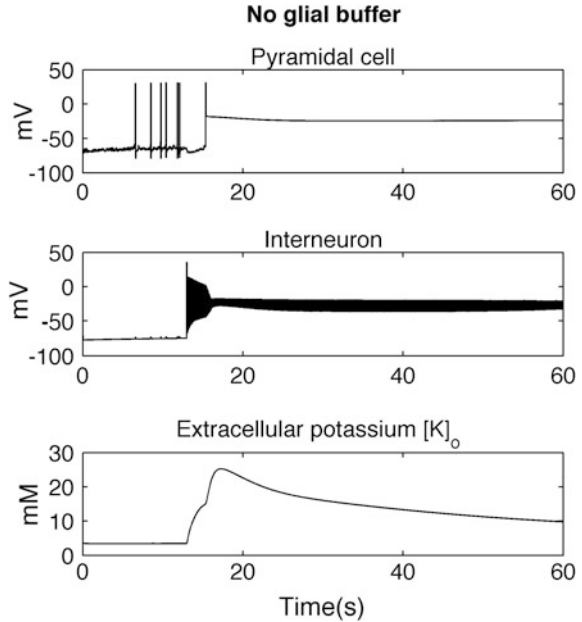 No glial buffer
Pyramidal cell
50
0
-50
-100
mV
0 20 40 60
Interneuron
50
0
-50
-100
mV
0 20 40 60
Extracellular potassium [K]o
30
20
10
0
mM
0 20 40 60
Time(s)